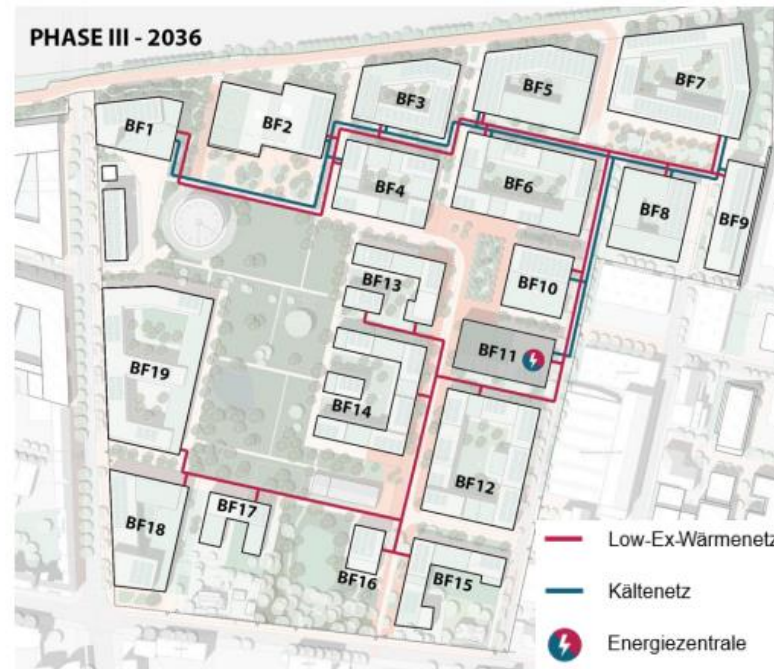 PHASE III - 2036
BF1
BF2
BF3
BF5
BF7
BF4
BF6
BF8
BF9
BF10
BF13
BF11
BF19
BF14
BF12
BF18
BF17
BF16
BF15
Low-Ex-Wärmenetz
Kältenetz
Energiezentrale